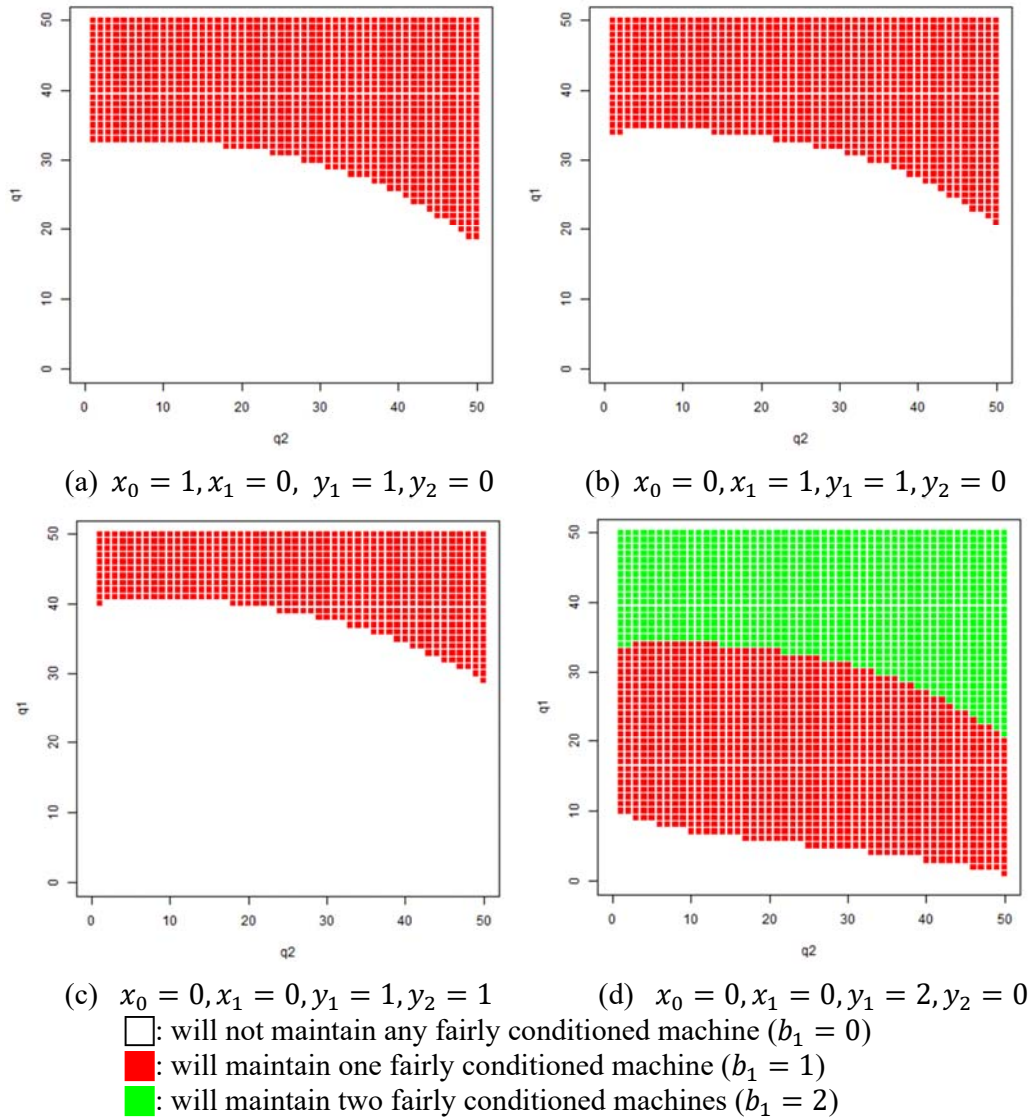 50
40
30
20
10
0
q1
0 10 20 30 40 50
q2
50
40
30
20
10
0
q1
0 10 20 30 40 50
q2
(a) x₀ = 1, x₁ = 0, y₁ = 1, y₂ = 0
(b) x₀ = 0, x₁ = 1, y₁ = 1, y₂ = 0
50
40
30
20
10
0
q1
0 10 20 30 40 50
q2
50
40
30
20
10
0
q1
0 10 20 30 40 50
q2
(c) x₀ = 0, x₁ = 0, y₁ = 1, y₂ = 1
(d) x₀ = 0, x₁ = 0, y₁ = 2, y₂ = 0
: will not maintain any fairly conditioned machine (b₁ = 0)
: will maintain one fairly conditioned machine (b₁ = 1)
: will maintain two fairly conditioned machines (b₁ = 2)